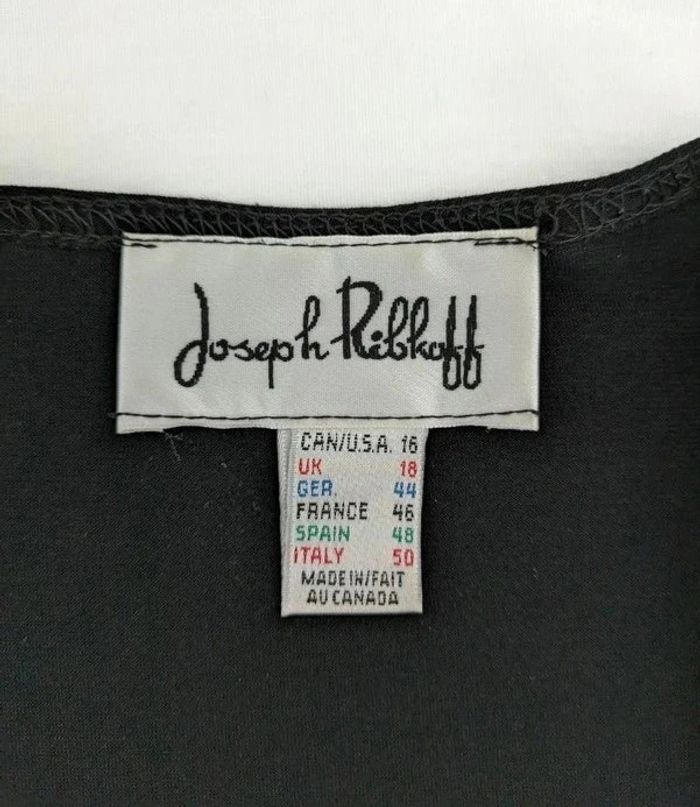 Joseph Ribkoff
CAN/U.S.A. 16
UK 18
GER. 44
FRANCE 46
SPAIN 48
ITALY 50
MADE IN/FAIT
AU CANADA